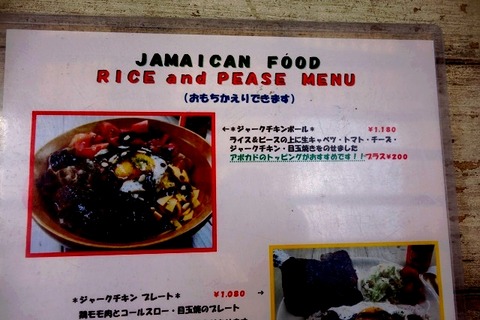 JAMAICAN FOOD
RICE and PEASE MENU
(おもちかえりできます)
←*ジャークチキンボール* ¥1.180
ライス&ピースの上に生キャベツ・トマト・チーズ・
ジャークチキン・目玉焼きをのせました
アボカドのトッピングがおすすめです!!プラス¥200
*ジャークチキン プレート* ¥1.080 →
鶏モモ肉とコールスロー・目玉焼のプレート